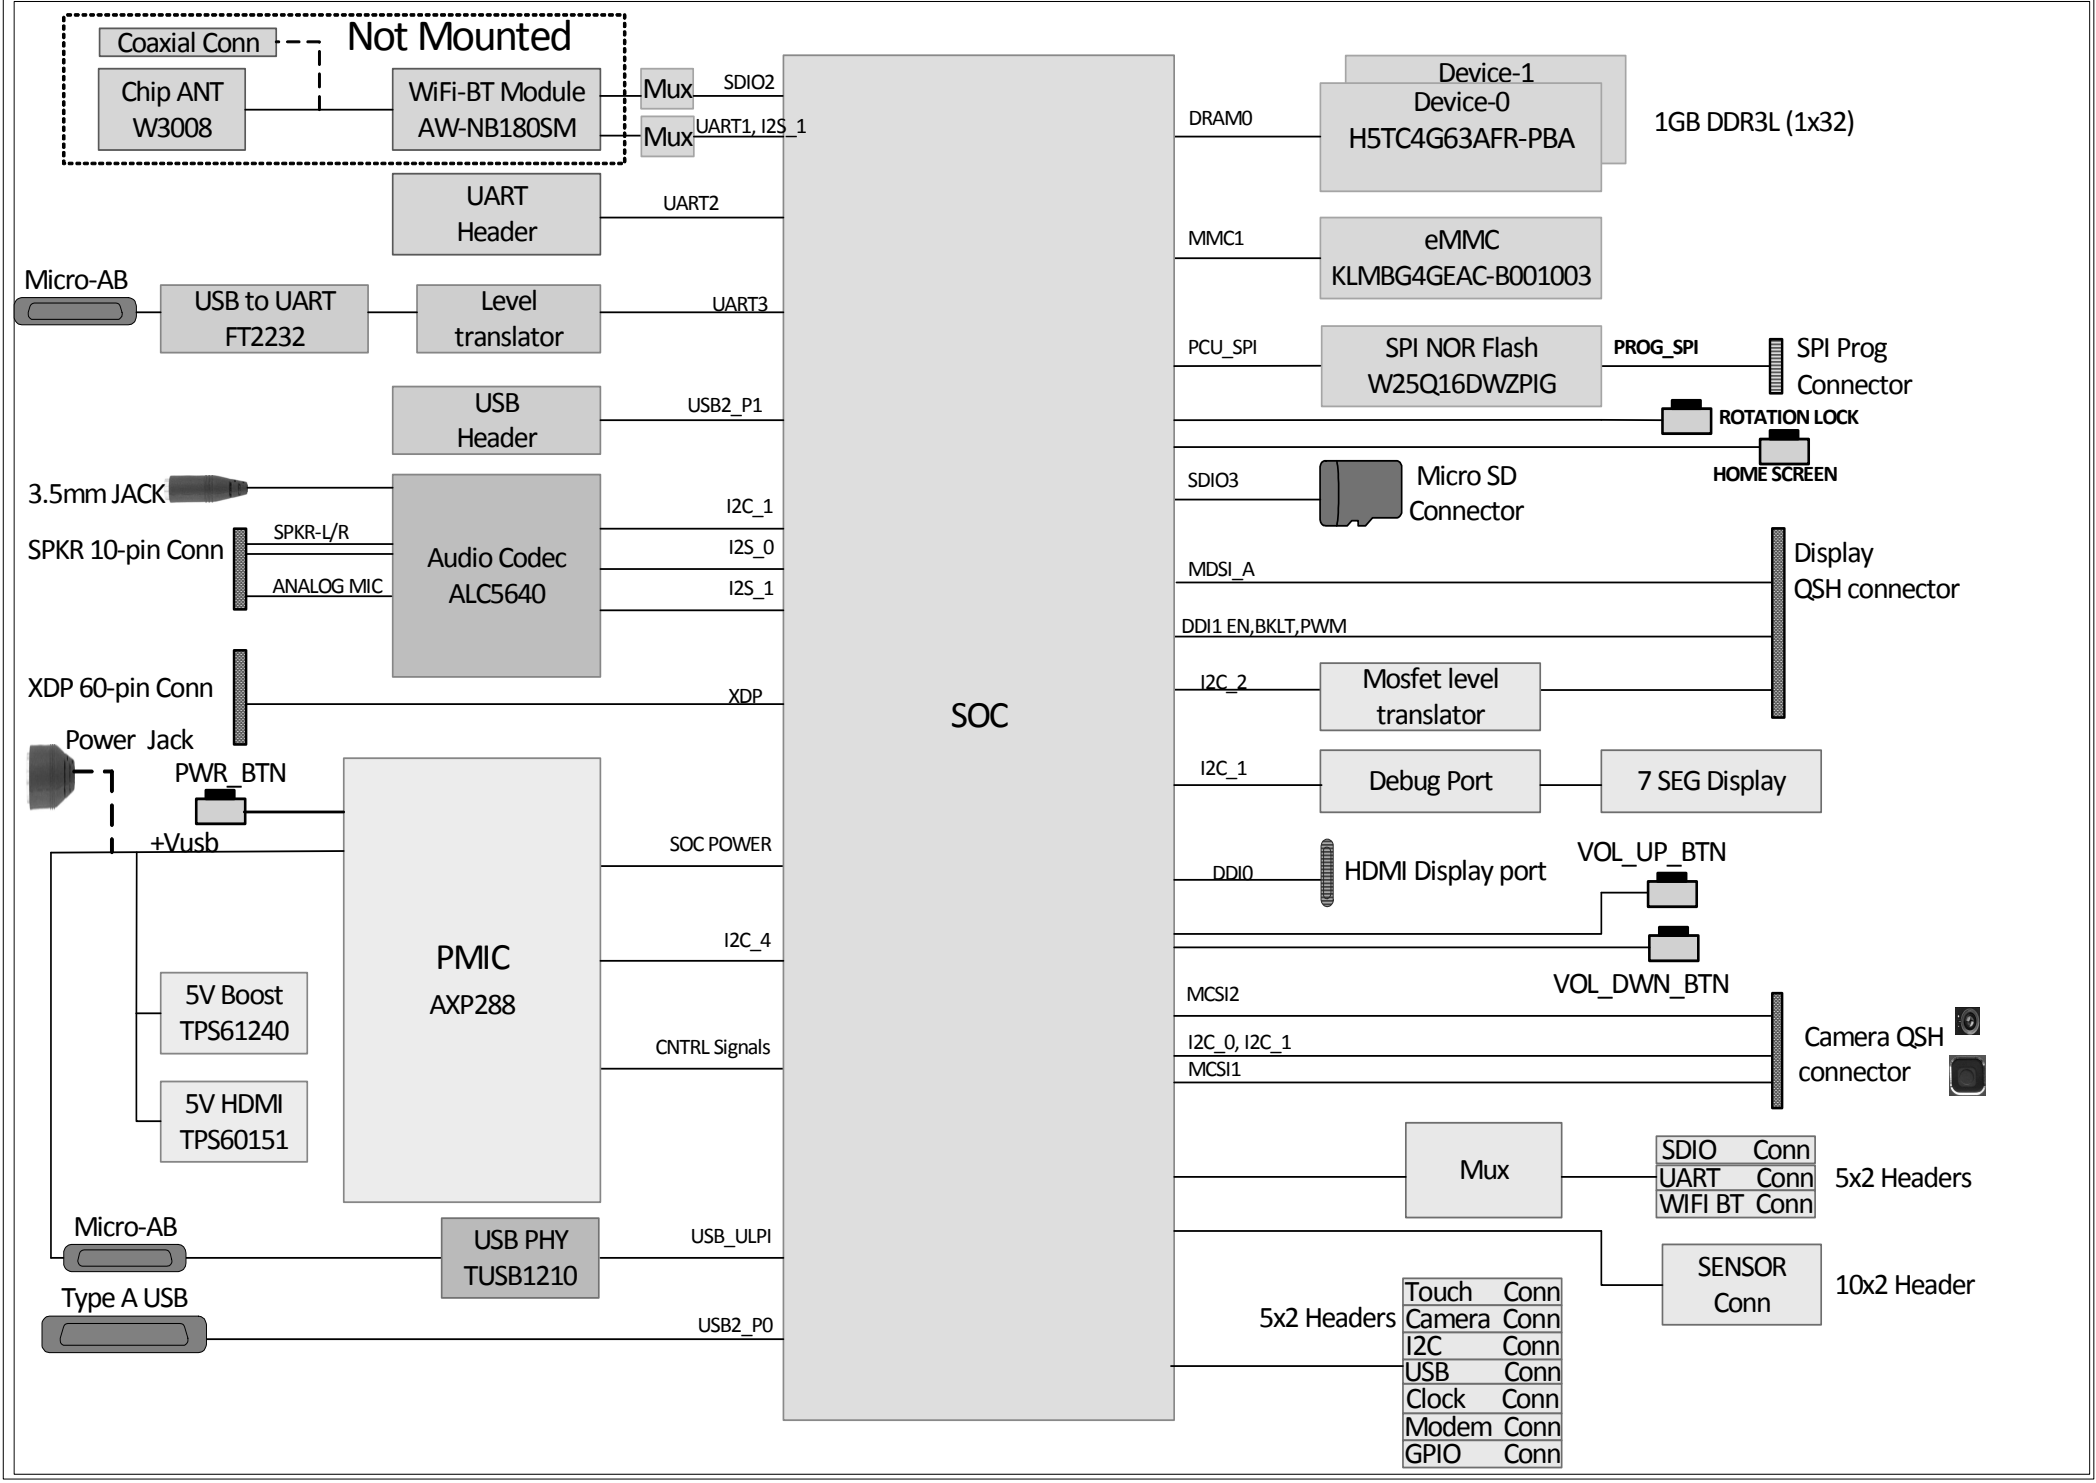 Not Mounted
Coaxial Conn
Chip ANT
W3008
WiFi-BT Module
AW-NB180SM
Mux
SDIO2
Mux
UART1, I2S_1
UART
Header
UART2
Micro-AB
USB to UART
FT2232
Level
translator
UART3
USB
Header
USB2_P1
3.5mm JACK
SPKR 10-pin Conn
SPKR-L/R
ANALOG MIC
Audio Codec
ALC5640
I2C_1
I2S_0
I2S_1
XDP 60-pin Conn
XDP
Power Jack
PWR_BTN
+Vusb
PMIC
AXP288
SOC POWER
I2C_4
CNTRL Signals
5V Boost
TPS61240
5V HDMI
TPS60151
Micro-AB
USB PHY
TUSB1210
USB_ULPI
Type A USB
USB2_P0
SOC
DRAM0
Device-1
Device-0
H5TC4G63AFR-PBA
1GB DDR3L (1x32)
MMC1
eMMC
KLMBG4GEAC-B001003
PCU_SPI
SPI NOR Flash
W25Q16DWZPIG
PROG_SPI
SPI Prog
Connector
ROTATION LOCK
HOME SCREEN
SDIO3
Micro SD
Connector
MDSI_A
Display
QSH connector
DDI1 EN,BKLT,PWM
I2C_2
Mosfet level
translator
I2C_1
Debug Port
7 SEG Display
DDI0
HDMI Display port
VOL_UP_BTN
VOL_DWN_BTN
MCSI2
I2C_0, I2C_1
MCSI1
Camera QSH
connector
Mux
SDIO Conn
UART Conn
WIFI BT Conn
5x2 Headers
SENSOR
Conn
10x2 Header
5x2 Headers
Touch Conn
Camera Conn
I2C Conn
USB Conn
Clock Conn
Modem Conn
GPIO Conn